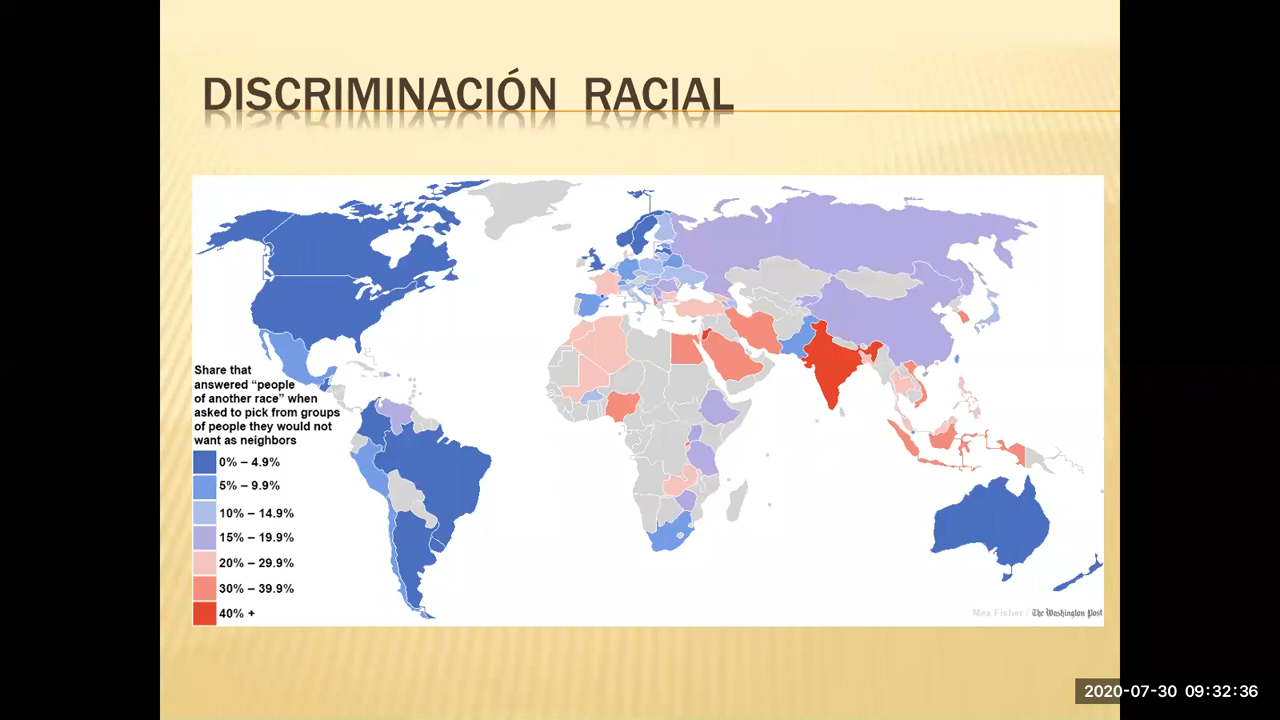 DISCRIMINACIÓN RACIAL
Share that
answered “people
of another race” when
asked to pick from groups
of people they would not
want as neighbors
0% – 4.9%
5% – 9.9%
10% – 14.9%
15% – 19.9%
20% – 29.9%
30% – 39.9%
40% +
Max Fisher / The Washington Post
2020-07-30 09:32:36